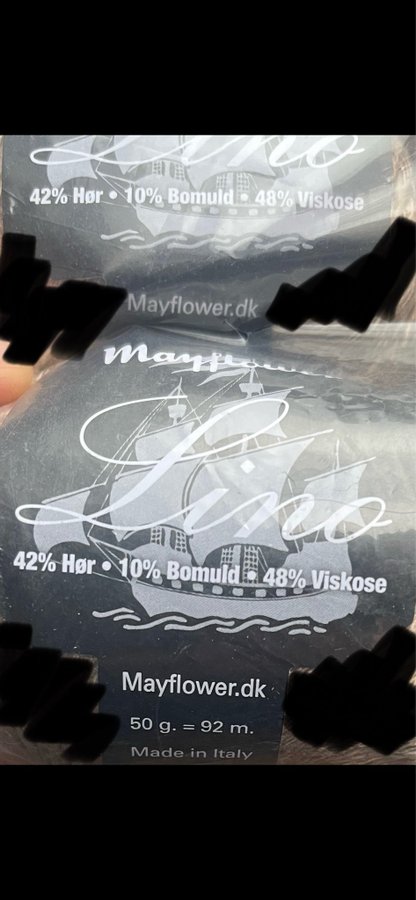 Lino
42% Hør • 10% Bomuld • 48% Viskose
Mayflower.dk
Mayflower
Lino
42% Hør • 10% Bomuld • 48% Viskose
Mayflower.dk
50 g. = 92 m.
Made in Italy